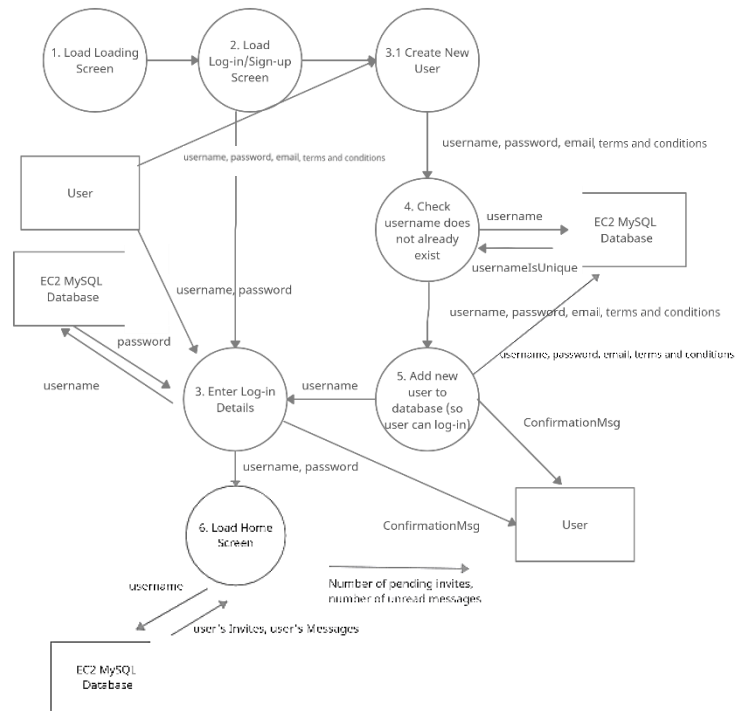 1. Load Loading
Screen
2. Load
Log-in/Sign-up
Screen
3.1 Create New
User
username, password, email, terms and conditions
username, password, email, terms and conditions
User
4. Check
username does
not already
exist
username
EC2 MySQL
Database
usernameIsUnique
EC2 MySQL
Database
username, password
username, password, email, terms and conditions
password
username, password, email, terms and conditions
username
3. Enter Log-in
Details
username
5. Add new
user to
database (so
user can log-in)
ConfirmationMsg
username, password
ConfirmationMsg
User
6. Load Home
Screen
Number of pending invites,
number of unread messages
username
user's Invites, user's Messages
EC2 MySQL
Database